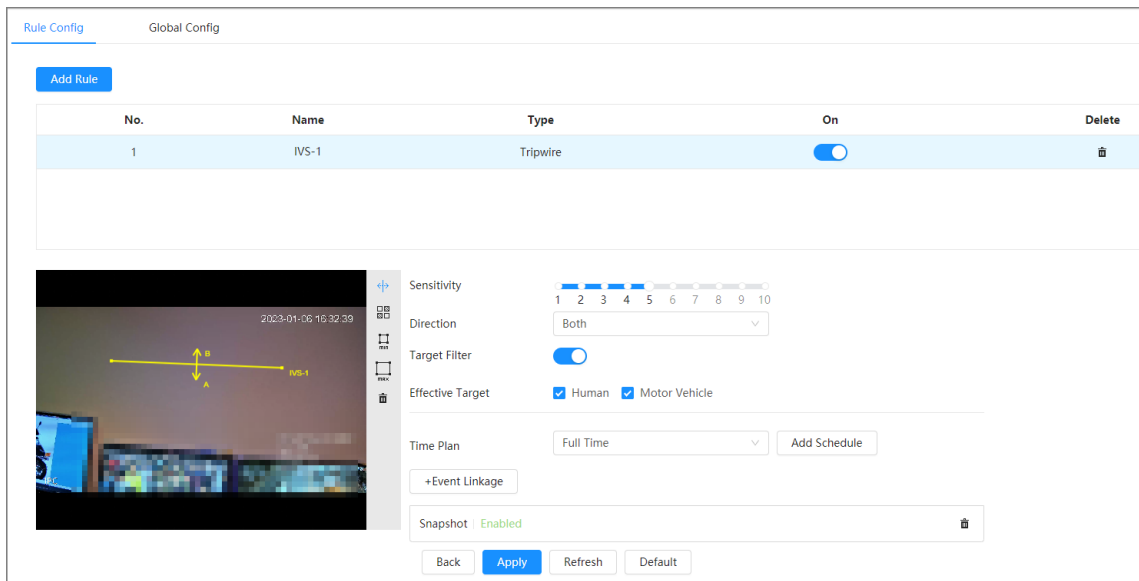 Rule Config Global Config
Add Rule
No. Name Type On Delete
1 IVS-1 Tripwire
2023-01-06 16:32:39
B
IVS-1
A
min
max
Sensitivity
1 2 3 4 5 6 7 8 9 10
Direction Both
Target Filter
Effective Target Human Motor Vehicle
Time Plan Full Time Add Schedule
+Event Linkage
Snapshot Enabled
Back Apply Refresh Default